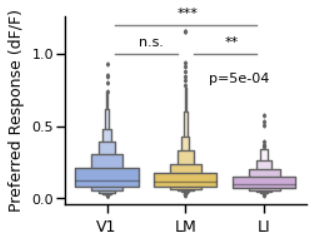 ***
n.s.
**
p=5e-04
Preferred Response (dF/F)
1.0
0.5
0.0
V1 LM LI